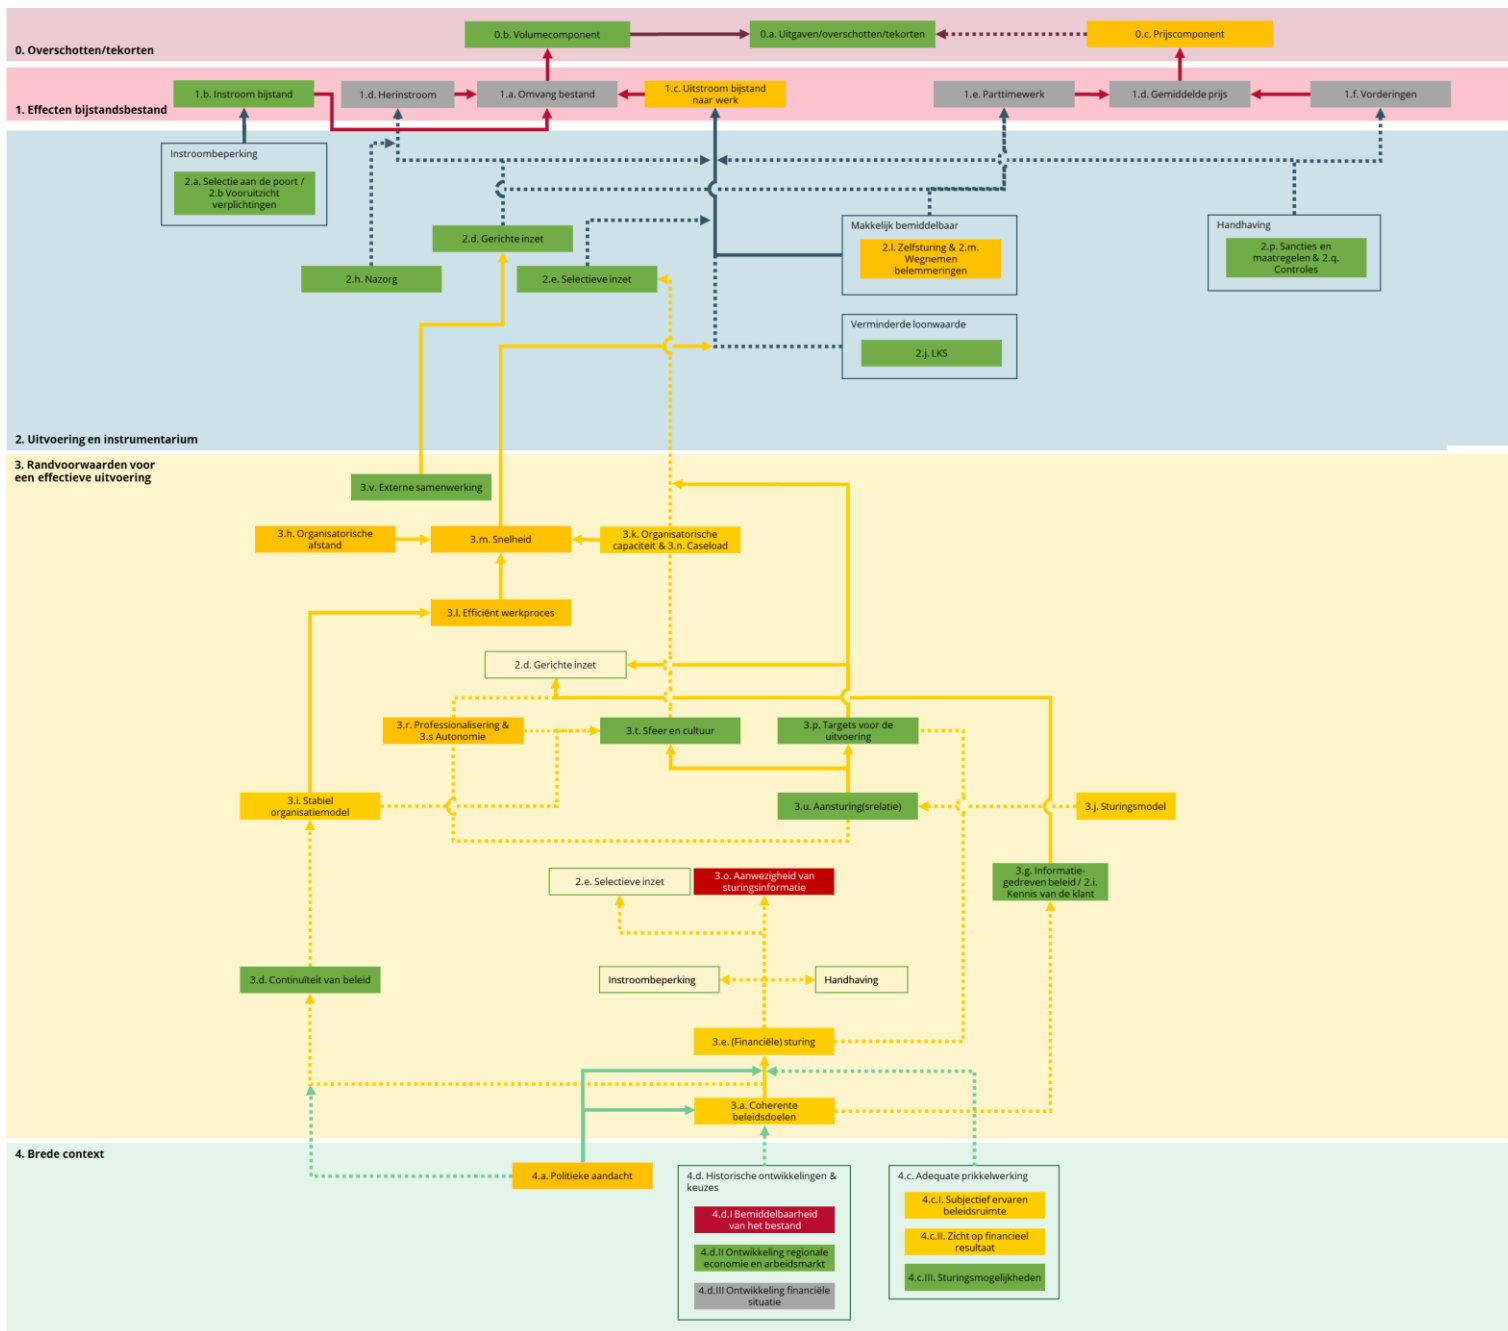 0. Overschotten/tekorten
0.b. Volumecomponent
0.a. Uitgaven/overschotten/tekorten
0.c. Prijscomponent
1. Effecten bijstandsbestand
1.b. Instroom bijstand
1.d. Herinstroom
1.a. Omvang bestand
1.c. Uitstroom bijstand
naar werk
1.e. Parttimewerk
1.d. Gemiddelde prijs
1.f. Vorderingen
Instroombeperking
2.a. Selectie aan de poort /
2.b Vooruitzicht
verplichtingen
2.d. Gerichte inzet
2.h. Nazorg
2.e. Selectieve inzet
Makkelijk bemiddelbaar
2.l. Zelfsturing & 2.m.
Wegnemen
belemmeringen
Handhaving
2.p. Sancties en
maatregelen & 2.q.
Controles
Verminderde loonwaarde
2.j. LKS
2. Uitvoering en instrumentarium
3. Randvoorwaarden voor
een effectieve uitvoering
3.v. Externe samenwerking
3.h. Organisatorische
afstand
3.m. Snelheid
3.k. Organisatorische
capaciteit & 3.n. Caseload
3.l. Efficiënt werkproces
2.d. Gerichte inzet
3.r. Professionalisering &
3.s Autonomie
3.t. Sfeer en cultuur
3.p. Targets voor de
uitvoering
3.i. Stabiel
organisatiemodel
3.u. Aansturing(srelatie)
3.j. Sturingsmodel
2.e. Selectieve inzet
3.o. Aanwezigheid van
sturingsinformatie
3.g. Informatie-
gedreven beleid / 2.i.
Kennis van de klant
3.d. Continuïteit van beleid
Instroombeperking
Handhaving
3.e. (Financiële) sturing
3.a. Coherente
beleidsdoelen
4. Brede context
4.a. Politieke aandacht
4.d. Historische ontwikkelingen &
keuzes
4.d.I Bemiddelbaarheid
van het bestand
4.d.II Ontwikkeling regionale
economie en arbeidsmarkt
4.d.III Ontwikkeling financiële
situatie
4.c. Adequate prikkelwerking
4.c.I. Subjectief ervaren
beleidsruimte
4.c.II. Zicht op financieel
resultaat
4.c.III. Sturingsmogelijkheden